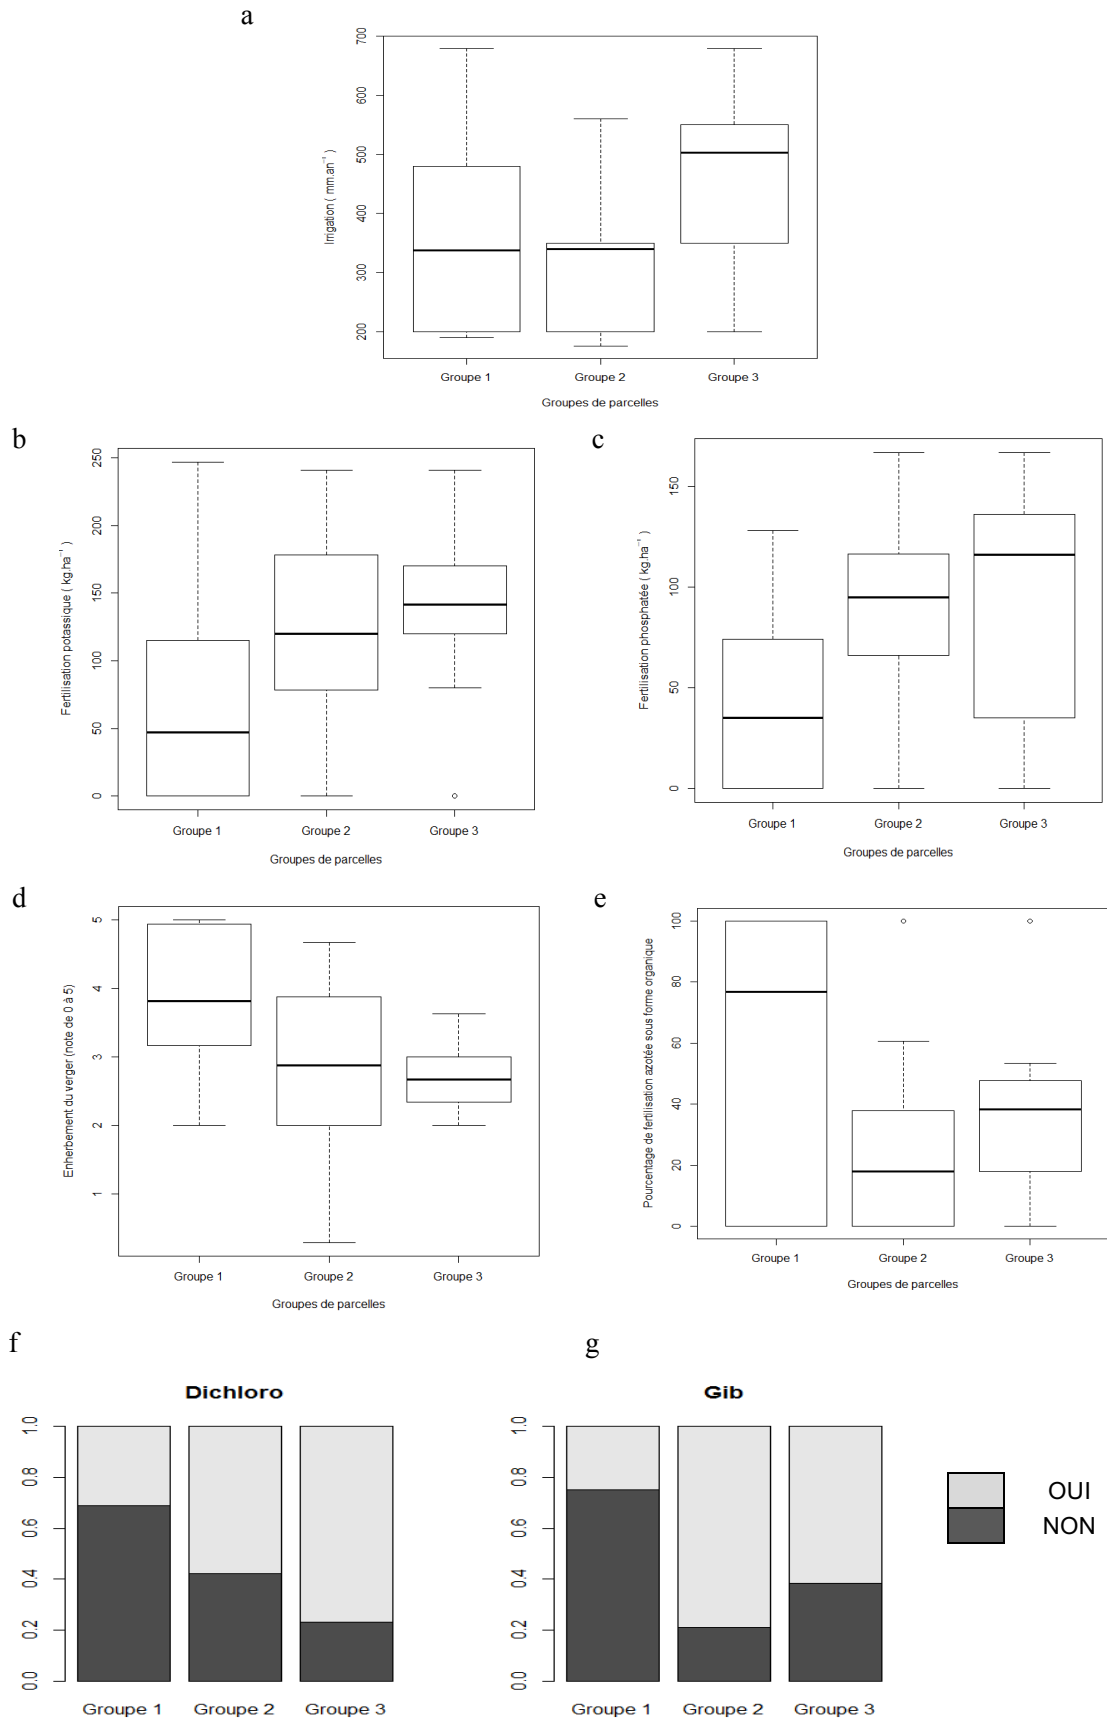 a
700
600
500
400
300
200
Irrigation ( mm.an⁻¹ )
Groupe 1 Groupe 2 Groupe 3
Groupes de parcelles
b
250
200
150
100
50
0
Fertilisation potassique ( kg.ha⁻¹ )
Groupe 1 Groupe 2 Groupe 3
Groupes de parcelles
c
150
100
50
0
Fertilisation phosphatée ( kg.ha⁻¹ )
Groupe 1 Groupe 2 Groupe 3
Groupes de parcelles
d
5
4
3
2
1
Enherbement du verger (note de 0 à 5)
Groupe 1 Groupe 2 Groupe 3
Groupes de parcelles
e
100
80
60
40
20
0
Pourcentage de fertilisation azotée sous forme organique
Groupe 1 Groupe 2 Groupe 3
Groupes de parcelles
f
Dichloro
1.0
0.8
0.6
0.4
0.2
0.0
Groupe 1 Groupe 2 Groupe 3
g
Gib
1.0
0.8
0.6
0.4
0.2
0.0
Groupe 1 Groupe 2 Groupe 3
OUI
NON